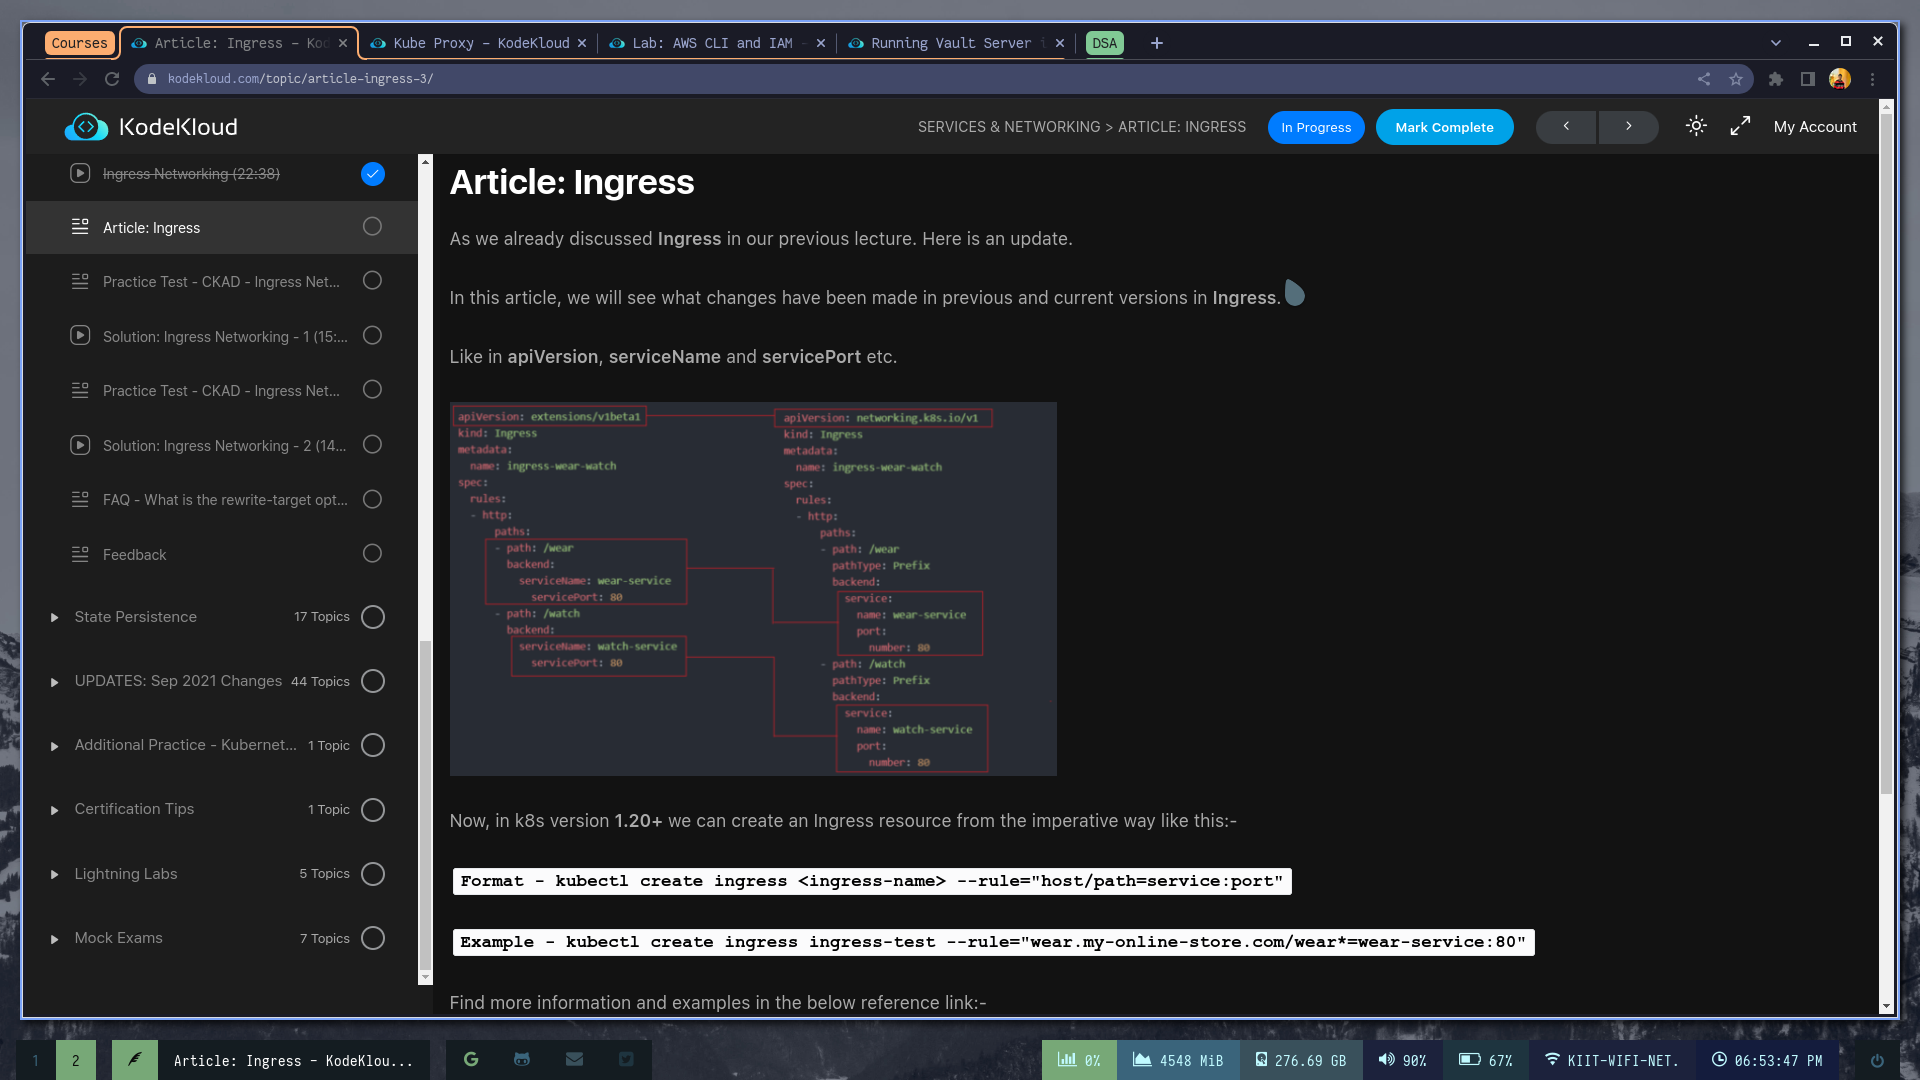 Courses
Article: Ingress – Kod
Kube Proxy – KodeKloud
Lab: AWS CLI and IAM –
Running Vault Server i
DSA
kodekloud.com/topic/article-ingress-3/
KodeKloud
SERVICES & NETWORKING > ARTICLE: INGRESS
In Progress
Mark Complete
My Account
Ingress Networking (22:38)
Article: Ingress
Practice Test - CKAD - Ingress Net...
Solution: Ingress Networking - 1 (15:...
Practice Test - CKAD - Ingress Net...
Solution: Ingress Networking - 2 (14...
FAQ - What is the rewrite-target opt...
Feedback
State Persistence 17 Topics
UPDATES: Sep 2021 Changes 44 Topics
Additional Practice - Kubernet... 1 Topic
Certification Tips 1 Topic
Lightning Labs 5 Topics
Mock Exams 7 Topics
Article: Ingress
As we already discussed Ingress in our previous lecture. Here is an update.
In this article, we will see what changes have been made in previous and current versions in Ingress.
Like in apiVersion, serviceName and servicePort etc.
apiVersion: extensions/v1beta1
kind: Ingress
metadata:
name: ingress-wear-watch
spec:
rules:
- http:
paths:
- path: /wear
backend:
serviceName: wear-service
servicePort: 80
- path: /watch
backend:
serviceName: watch-service
servicePort: 80
apiVersion: networking.k8s.io/v1
kind: Ingress
metadata:
name: ingress-wear-watch
spec:
rules:
- http:
paths:
- path: /wear
pathType: Prefix
backend:
service:
name: wear-service
port:
number: 80
- path: /watch
pathType: Prefix
backend:
service:
name: watch-service
port:
number: 80
Now, in k8s version 1.20+ we can create an Ingress resource from the imperative way like this:-
Format - kubectl create ingress <ingress-name> --rule="host/path=service:port"
Example - kubectl create ingress ingress-test --rule="wear.my-online-store.com/wear*=wear-service:80"
Find more information and examples in the below reference link:-
1
2
Article: Ingress – KodeKlou...
0%
4548 MiB
276.69 GB
90%
67%
KIIT-WIFI-NET.
06:53:47 PM